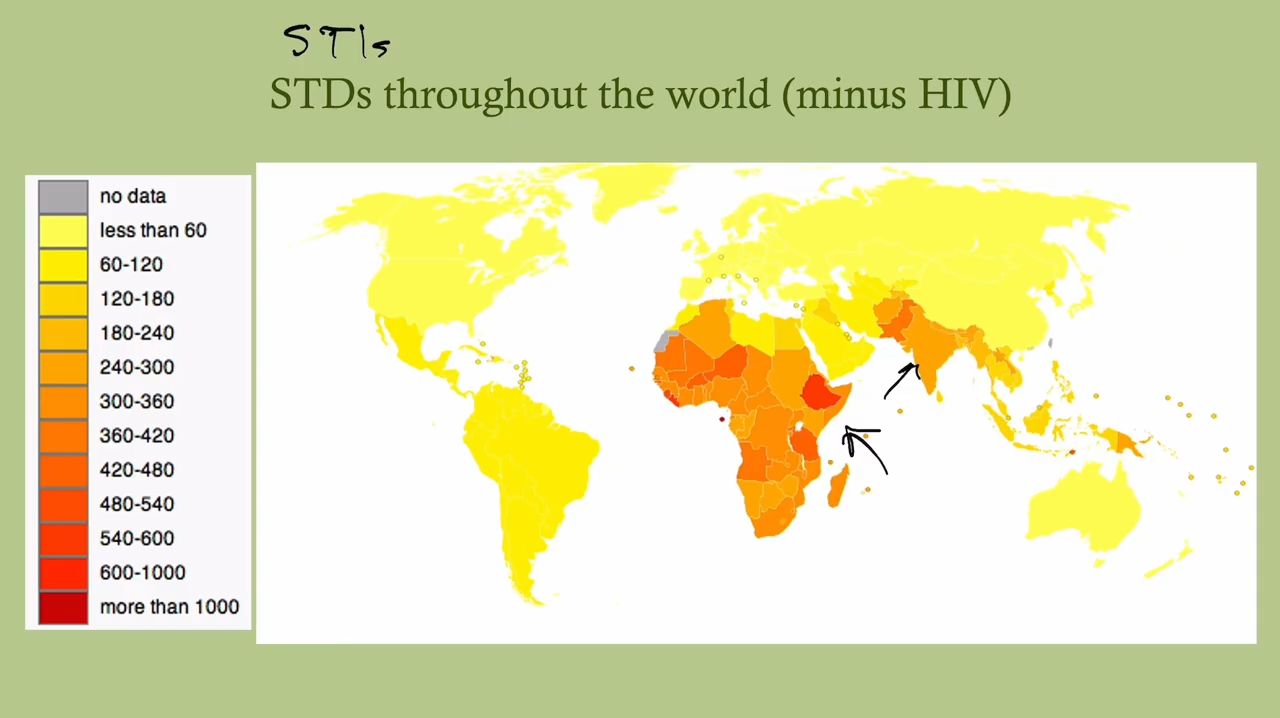 STIs
STDs throughout the world (minus HIV)
no data
less than 60
60-120
120-180
180-240
240-300
300-360
360-420
420-480
480-540
540-600
600-1000
more than 1000